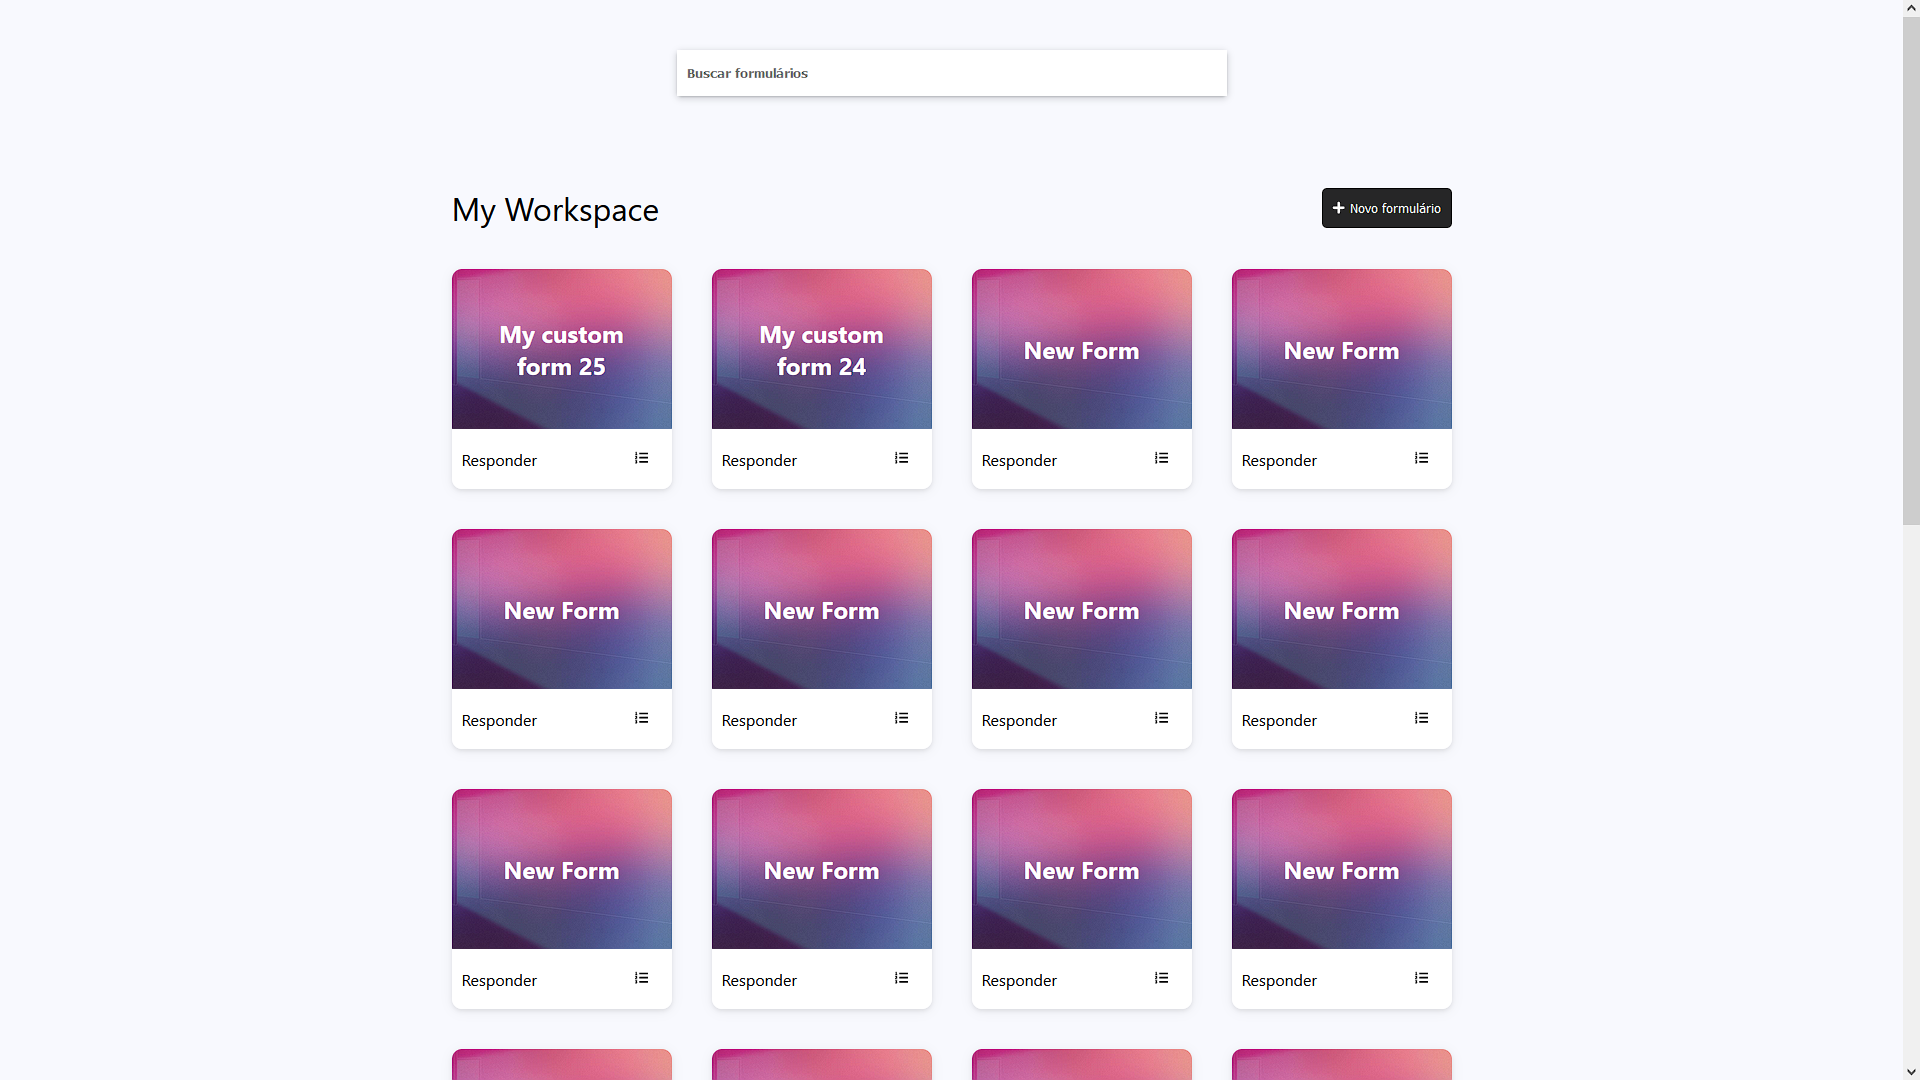 Buscar formulários
My Workspace
Novo formulário
My custom
form 25
My custom
form 24
New Form
New Form
Responder
Responder
Responder
Responder
New Form
New Form
New Form
New Form
Responder
Responder
Responder
Responder
New Form
New Form
New Form
New Form
Responder
Responder
Responder
Responder